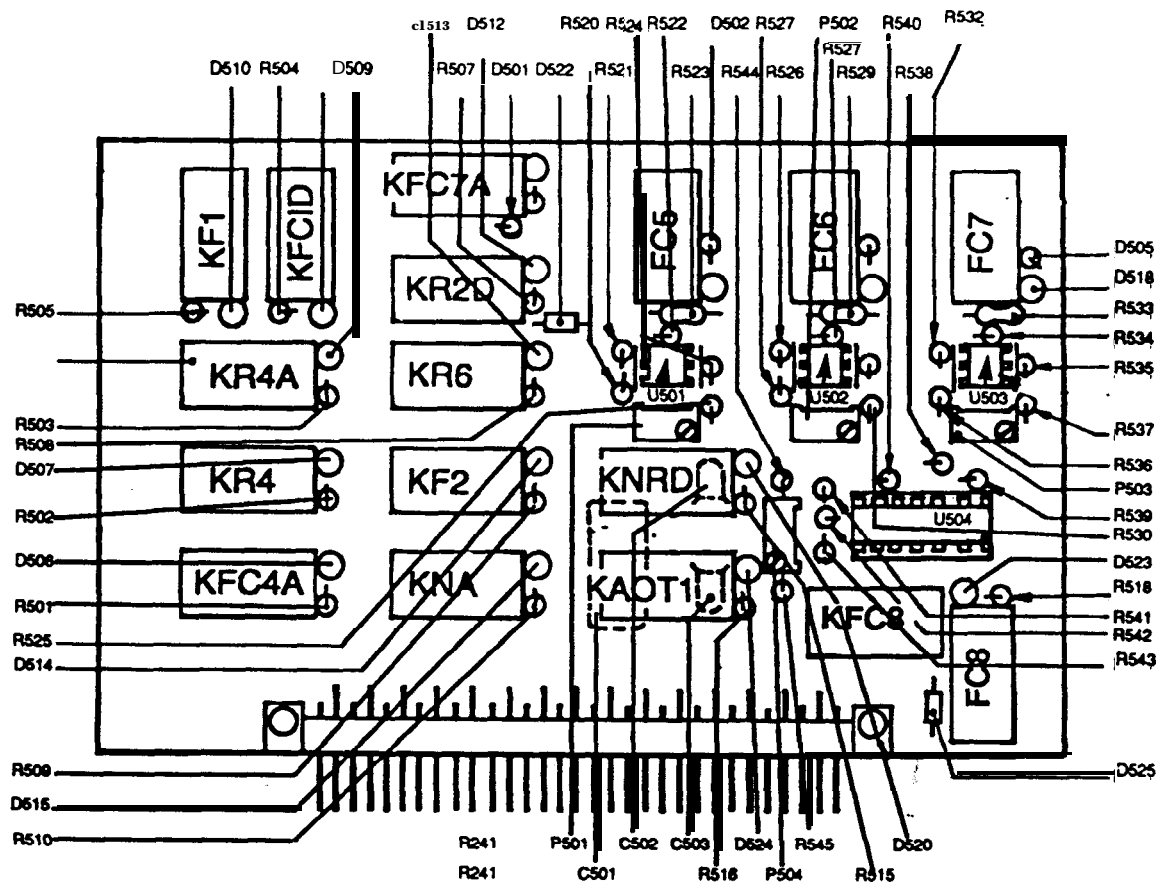 c1513 D512 R520 R524 R522 D502 R527 P502 R540 R532
R527
D510 R504 D509 R507 D501 D522 R521 R523 R544 R526 R529 R538
KFC7A
KF1 KFCID FC5 FC6 FC7
D505
KR2D
D518
R505
R533
R534
KR4A KR6
R535
U501 U502 U503
R503
R508
R537
D507
KR4 KF2 KNRD
R536
P503
R502
U504
R539
R530
D506
D523
KFC4A KNA KAOT1
R518
R501
KFC8
R541
R542
R525
D514
R543
FC8
R509
D525
D515
R510
R241 P501 C502 C503 D524 R545 D520
R241 C501 R516 P504 R515